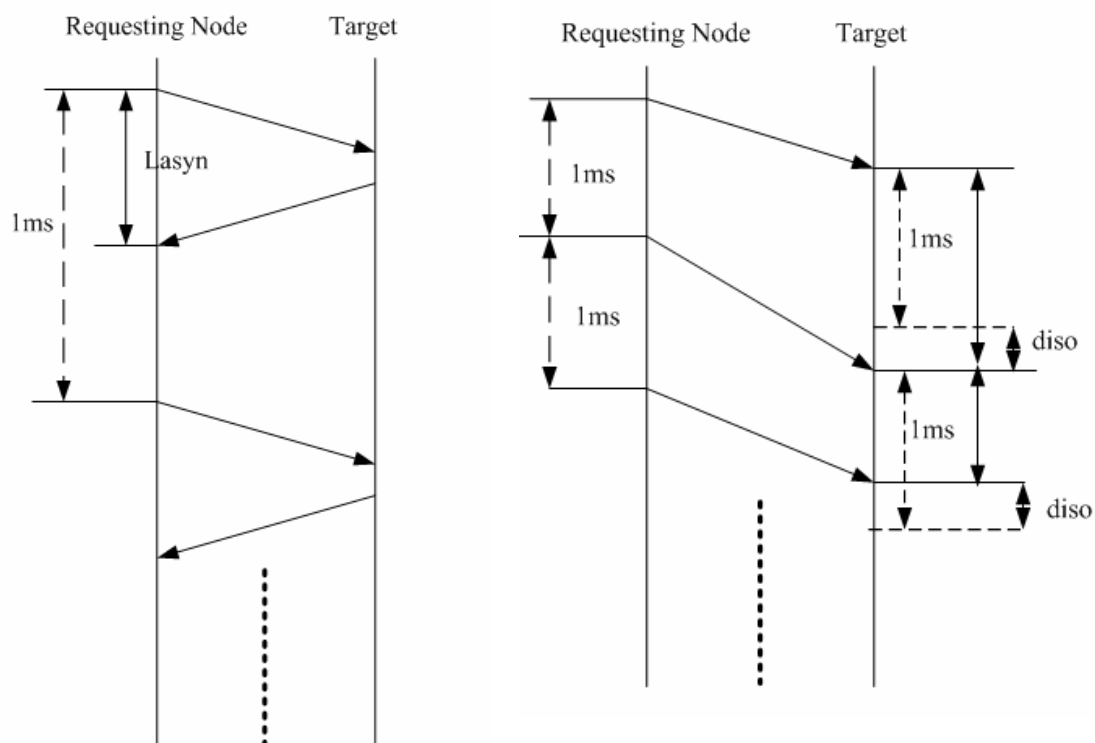 Requesting Node
Target
Lasyn
1ms
Requesting Node
Target
1ms
1ms
1ms
diso
1ms
diso